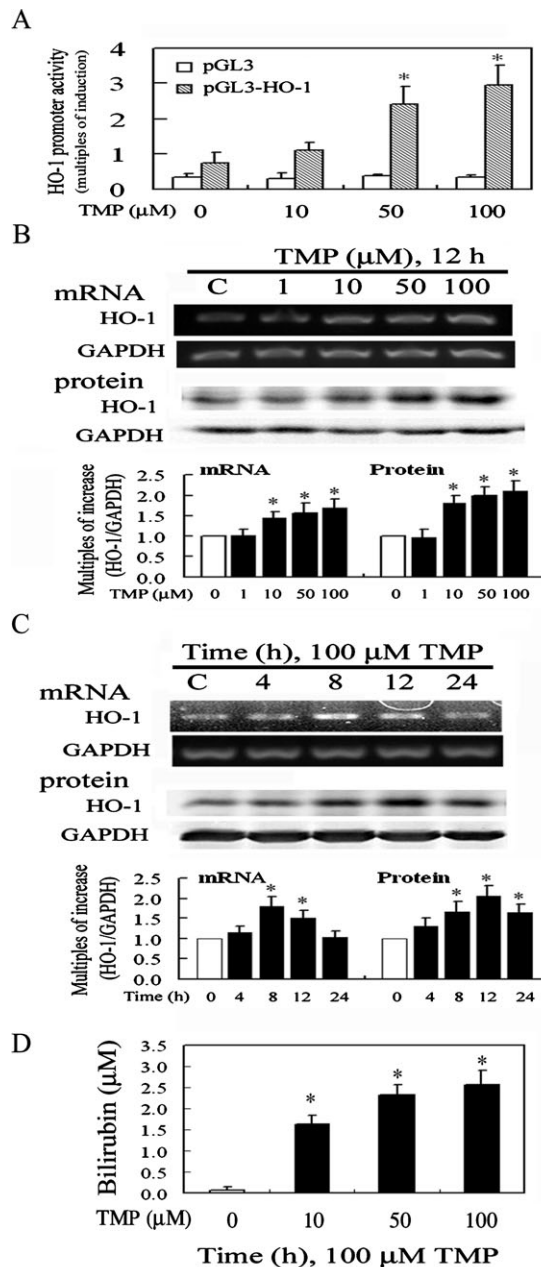 A
HO-1 promoter activity
(multiples of induction)
4
3
2
1
0
pGL3
pGL3-HO-1
* *
TMP (μM) 0 10 50 100
B
TMP (μM), 12 h
mRNA C 1 10 50 100
HO-1
GAPDH
protein
HO-1
GAPDH
Multiples of increase
(HO-1/GAPDH)
2.5
2.0
1.5
1.0
0.5
0.0
mRNA Protein
* * * * * *
TMP (μM) 0 1 10 50 100 0 1 10 50 100
C
Time (h), 100 μM TMP
mRNA C 4 8 12 24
HO-1
GAPDH
protein
HO-1
GAPDH
Multiples of increase
(HO-1/GAPDH)
2.5
2.0
1.5
1.0
0.5
0.0
mRNA Protein
* * * * *
Time (h) 0 4 8 12 24 0 4 8 12 24
D
Bilirubin (μM)
3.5
3.0
2.5
2.0
1.5
1.0
0.5
0.0
* * *
TMP (μM) 0 10 50 100
Time (h), 100 μM TMP